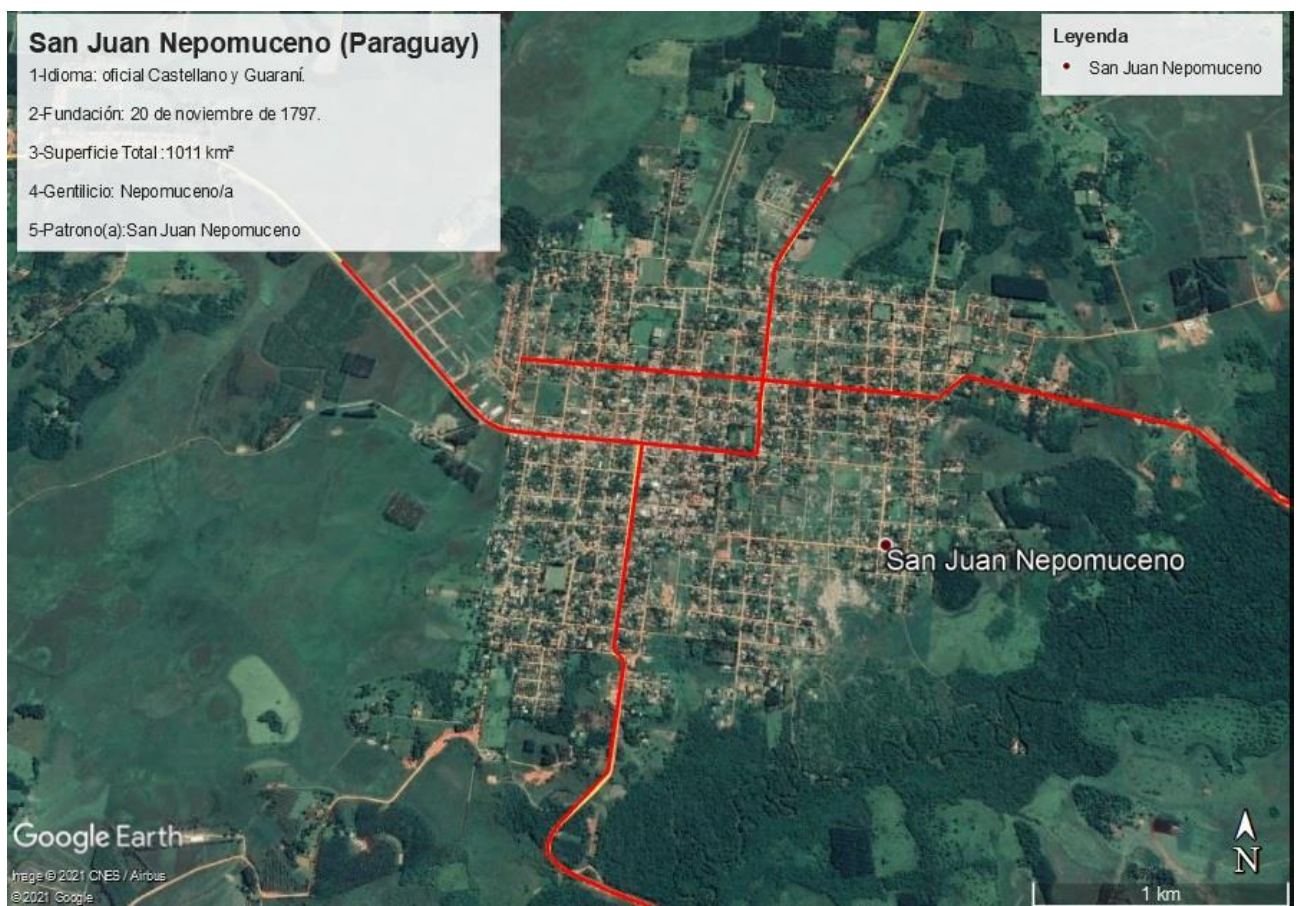 San Juan Nepomuceno (Paraguay)
1-Idioma: oficial Castellano y Guaraní.
2-Fundación: 20 de noviembre de 1797.
3-Superficie Total :1011 km²
4-Gentilicio: Nepomuceno/a
5-Patrono(a):San Juan Nepomuceno
Leyenda
San Juan Nepomuceno
San Juan Nepomuceno
Google Earth
Image © 2021 CNES / Airbus
© 2021 Google
N
1 km